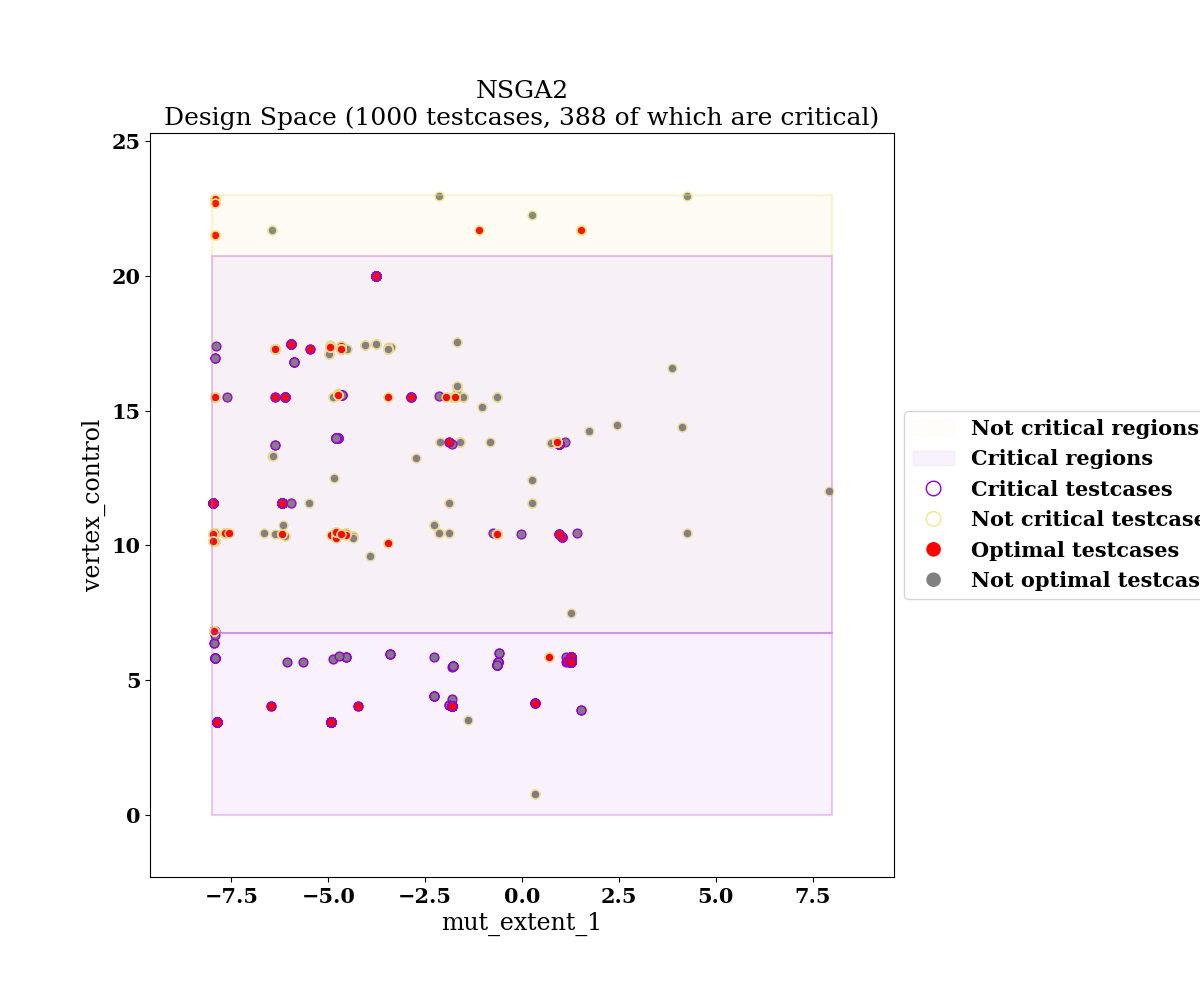 NSGA2
Design Space (1000 testcases, 388 of which are critical)
25
20
15
10
5
0
vertex_control
−7.5 −5.0 −2.5 0.0 2.5 5.0 7.5
mut_extent_1
Not critical regions
Critical regions
Critical testcases
Not critical testcase
Optimal testcases
Not optimal testcas